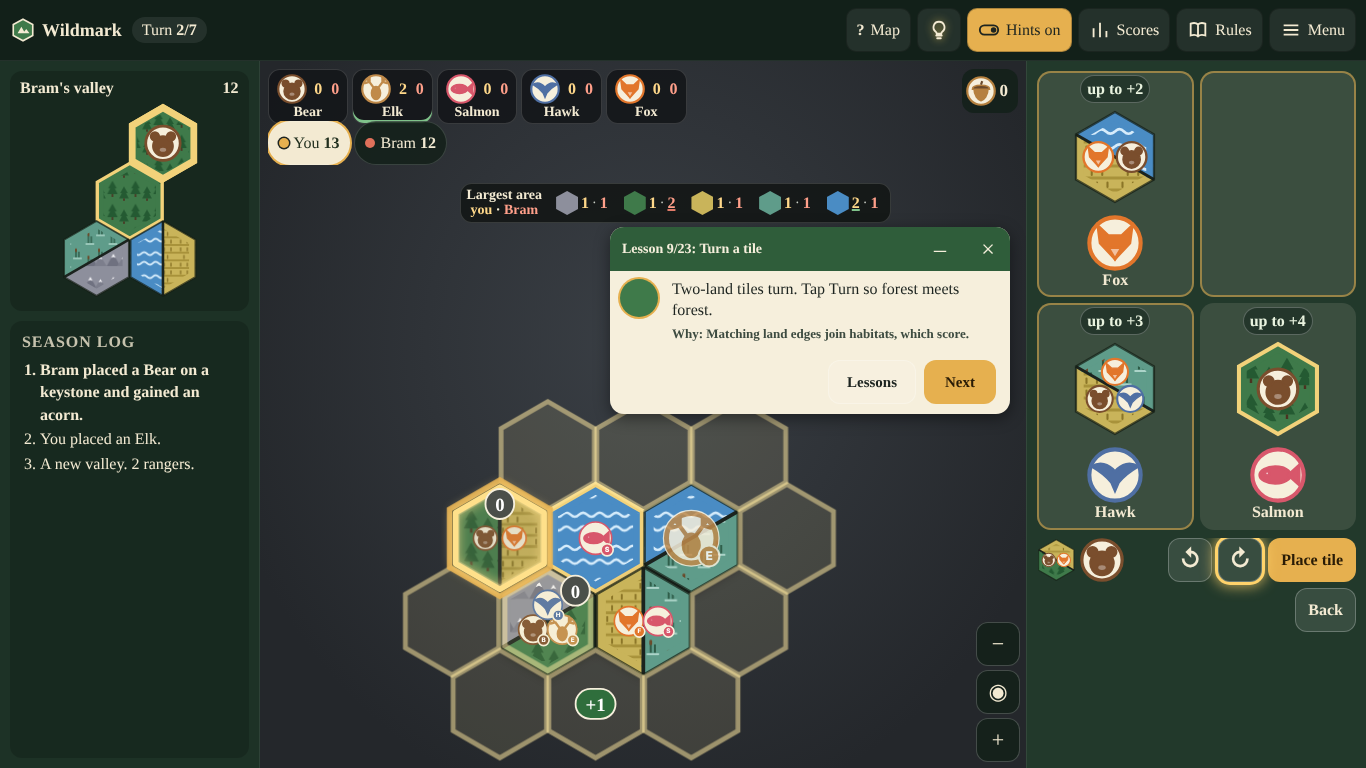 Wildmark
Turn 2/7
? Map
Hints on
Scores
Rules
Menu
Bram's valley
12
SEASON LOG
1. Bram placed a Bear on a
keystone and gained an
acorn.
2. You placed an Elk.
3. A new valley. 2 rangers.
0 0
Bear
2 0
Elk
0 0
Salmon
0 0
Hawk
0 0
Fox
0
You 13
Bram 12
Largest area
you · Bram
1 · 1
1 · 2
1 · 1
1 · 1
2 · 1
Lesson 9/23: Turn a tile
Two-land tiles turn. Tap Turn so forest meets
forest.
Why: Matching land edges join habitats, which score.
Lessons
Next
0
S
E
0
H
B
E
F
S
+1
−
+
up to +2
Fox
up to +3
Hawk
up to +4
Salmon
Place tile
Back